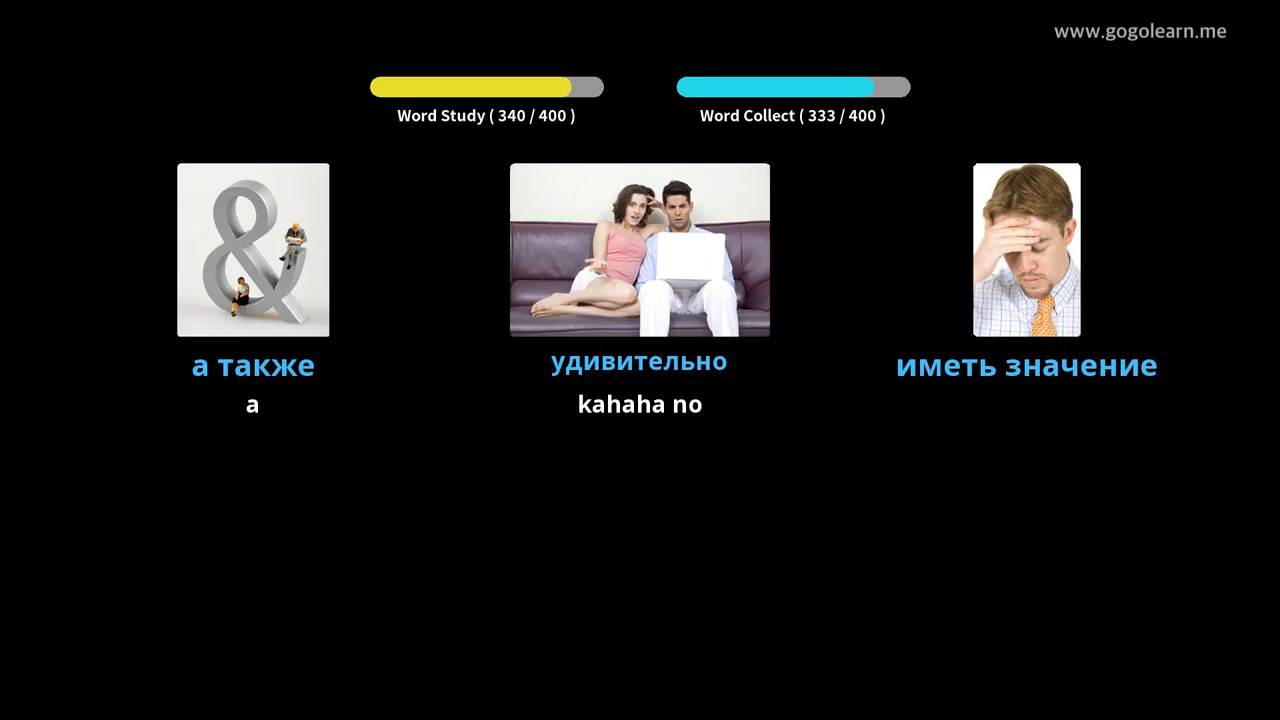 www.gogolearn.me
Word Study ( 340 / 400 )
Word Collect ( 333 / 400 )
&
а также
удивительно
иметь значение
a
kahaha no